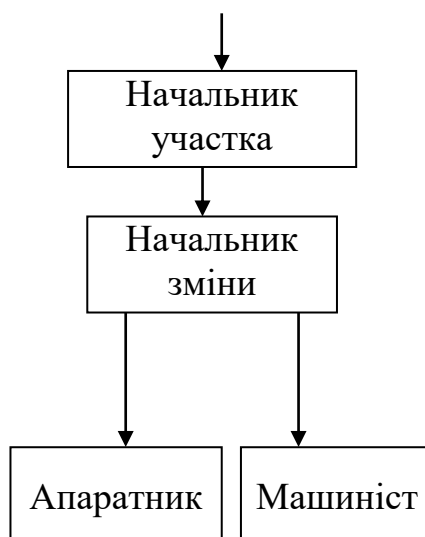 Начальник
участка
Начальник
зміни
Апаратник
Машиніст